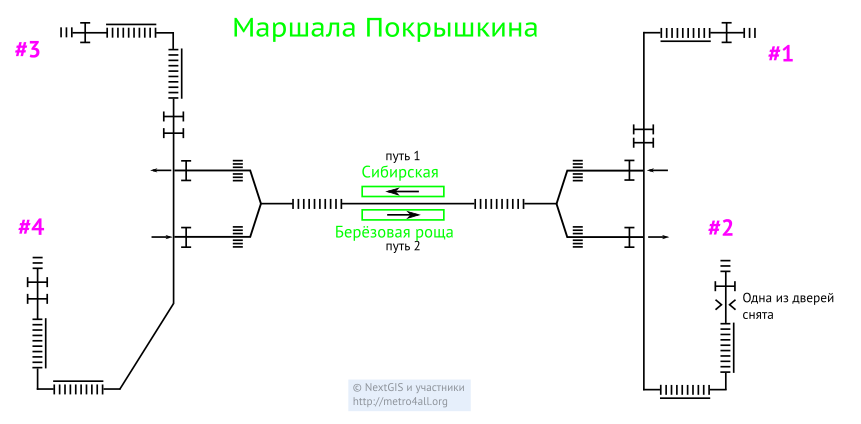 Маршала Покрышкина
#3
#1
путь 1
Сибирская
#4
Берёзовая роща
путь 2
#2
Одна из дверей
снята
© NextGIS и участники
http://metro4all.org